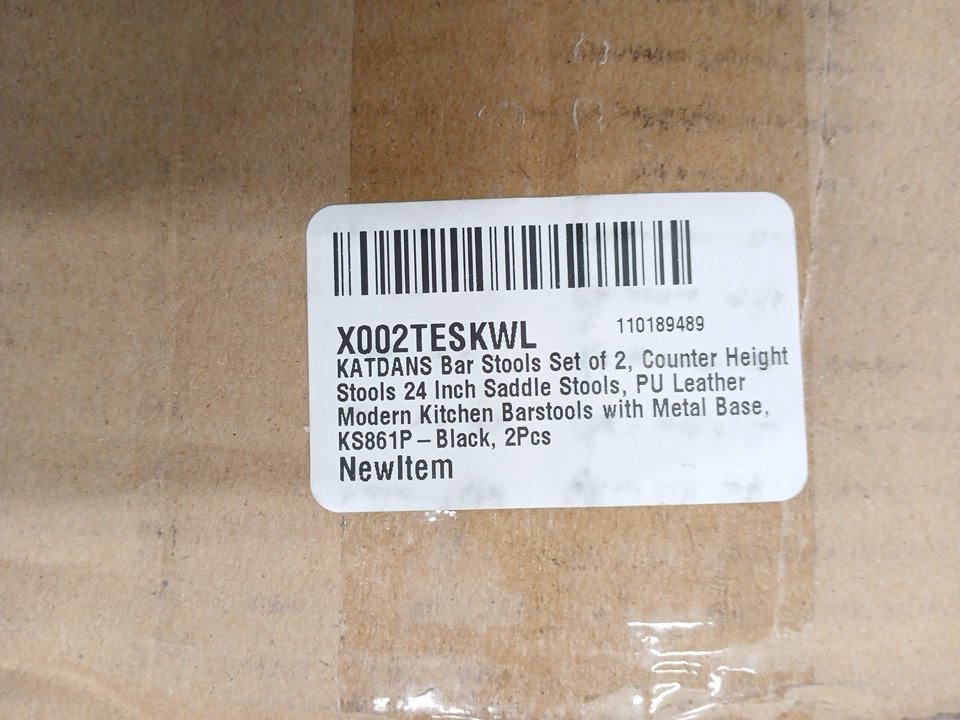 X002TESKWL 110189489
KATDANS Bar Stools Set of 2, Counter Height
Stools 24 Inch Saddle Stools, PU Leather
Modern Kitchen Barstools with Metal Base,
KS861P – Black, 2Pcs
NewItem